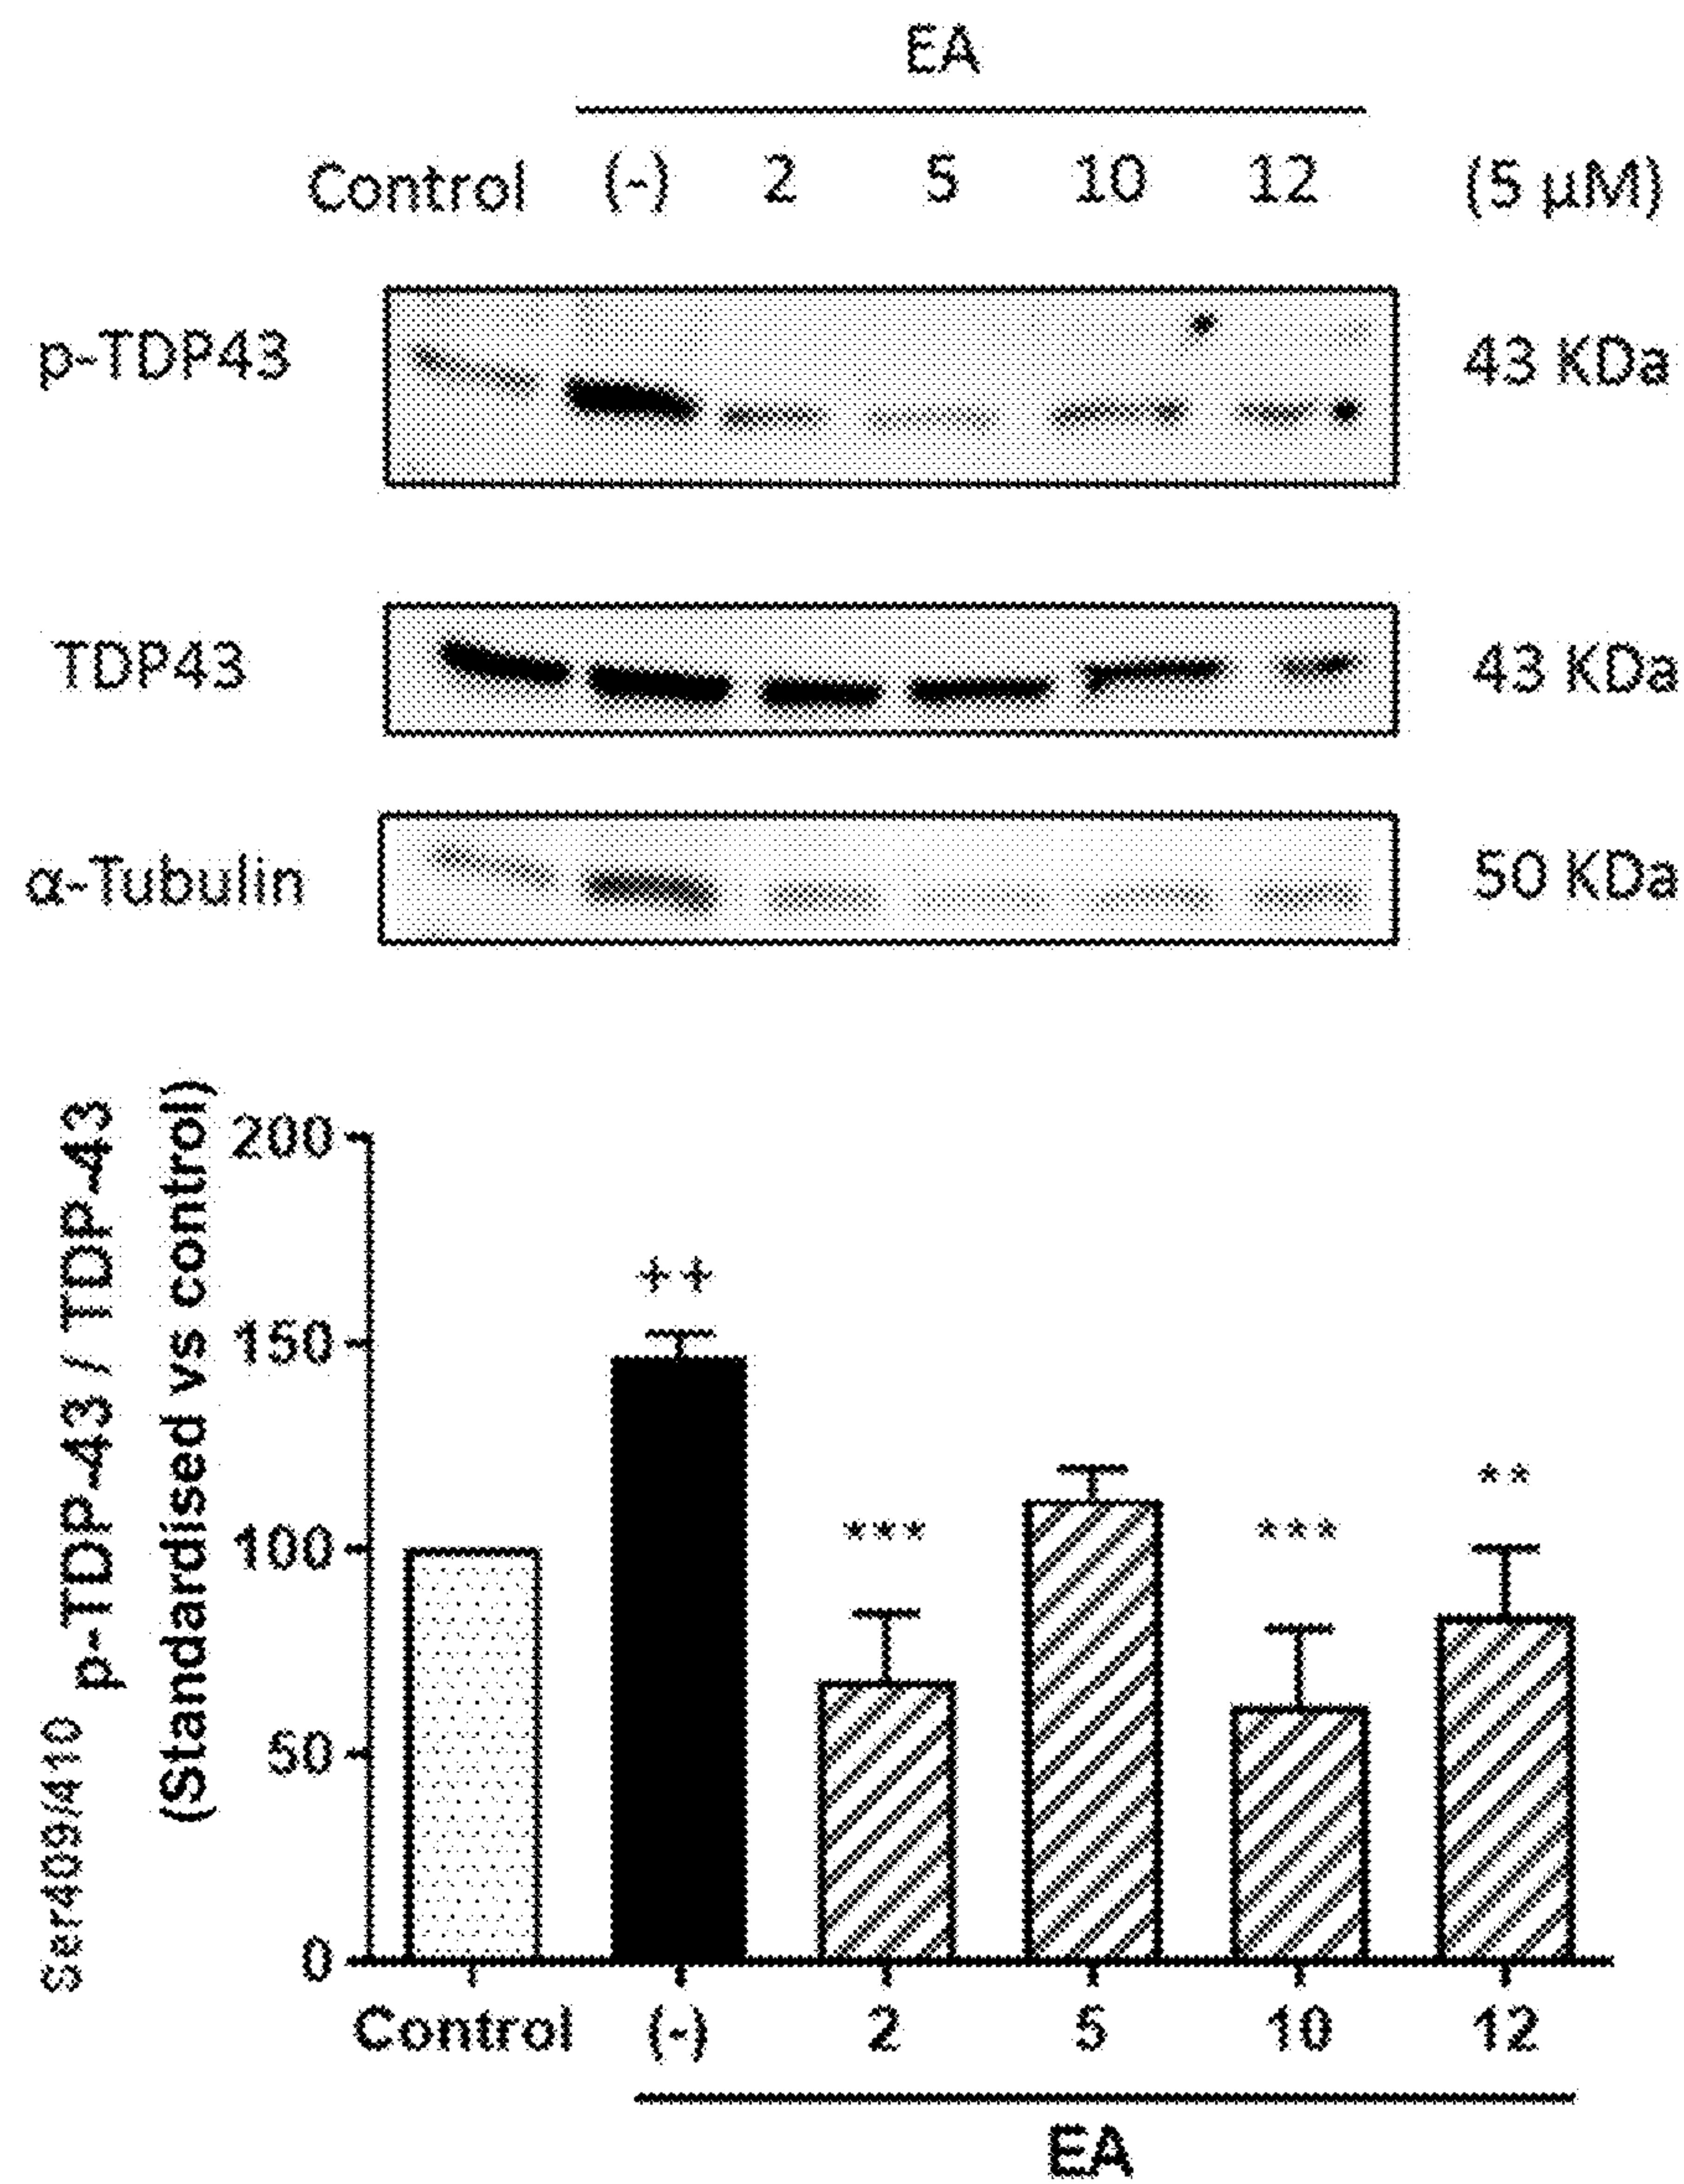 EA
Control (-) 2 5 10 12 (5 µM)
p-TDP43 43 KDa
TDP43 43 KDa
α-Tubulin 50 KDa
Ser409/410 p-TDP-43 / TDP-43
(Standardised vs control)
200
150
100
50
0
++
***
***
**
Control (-) 2 5 10 12
EA